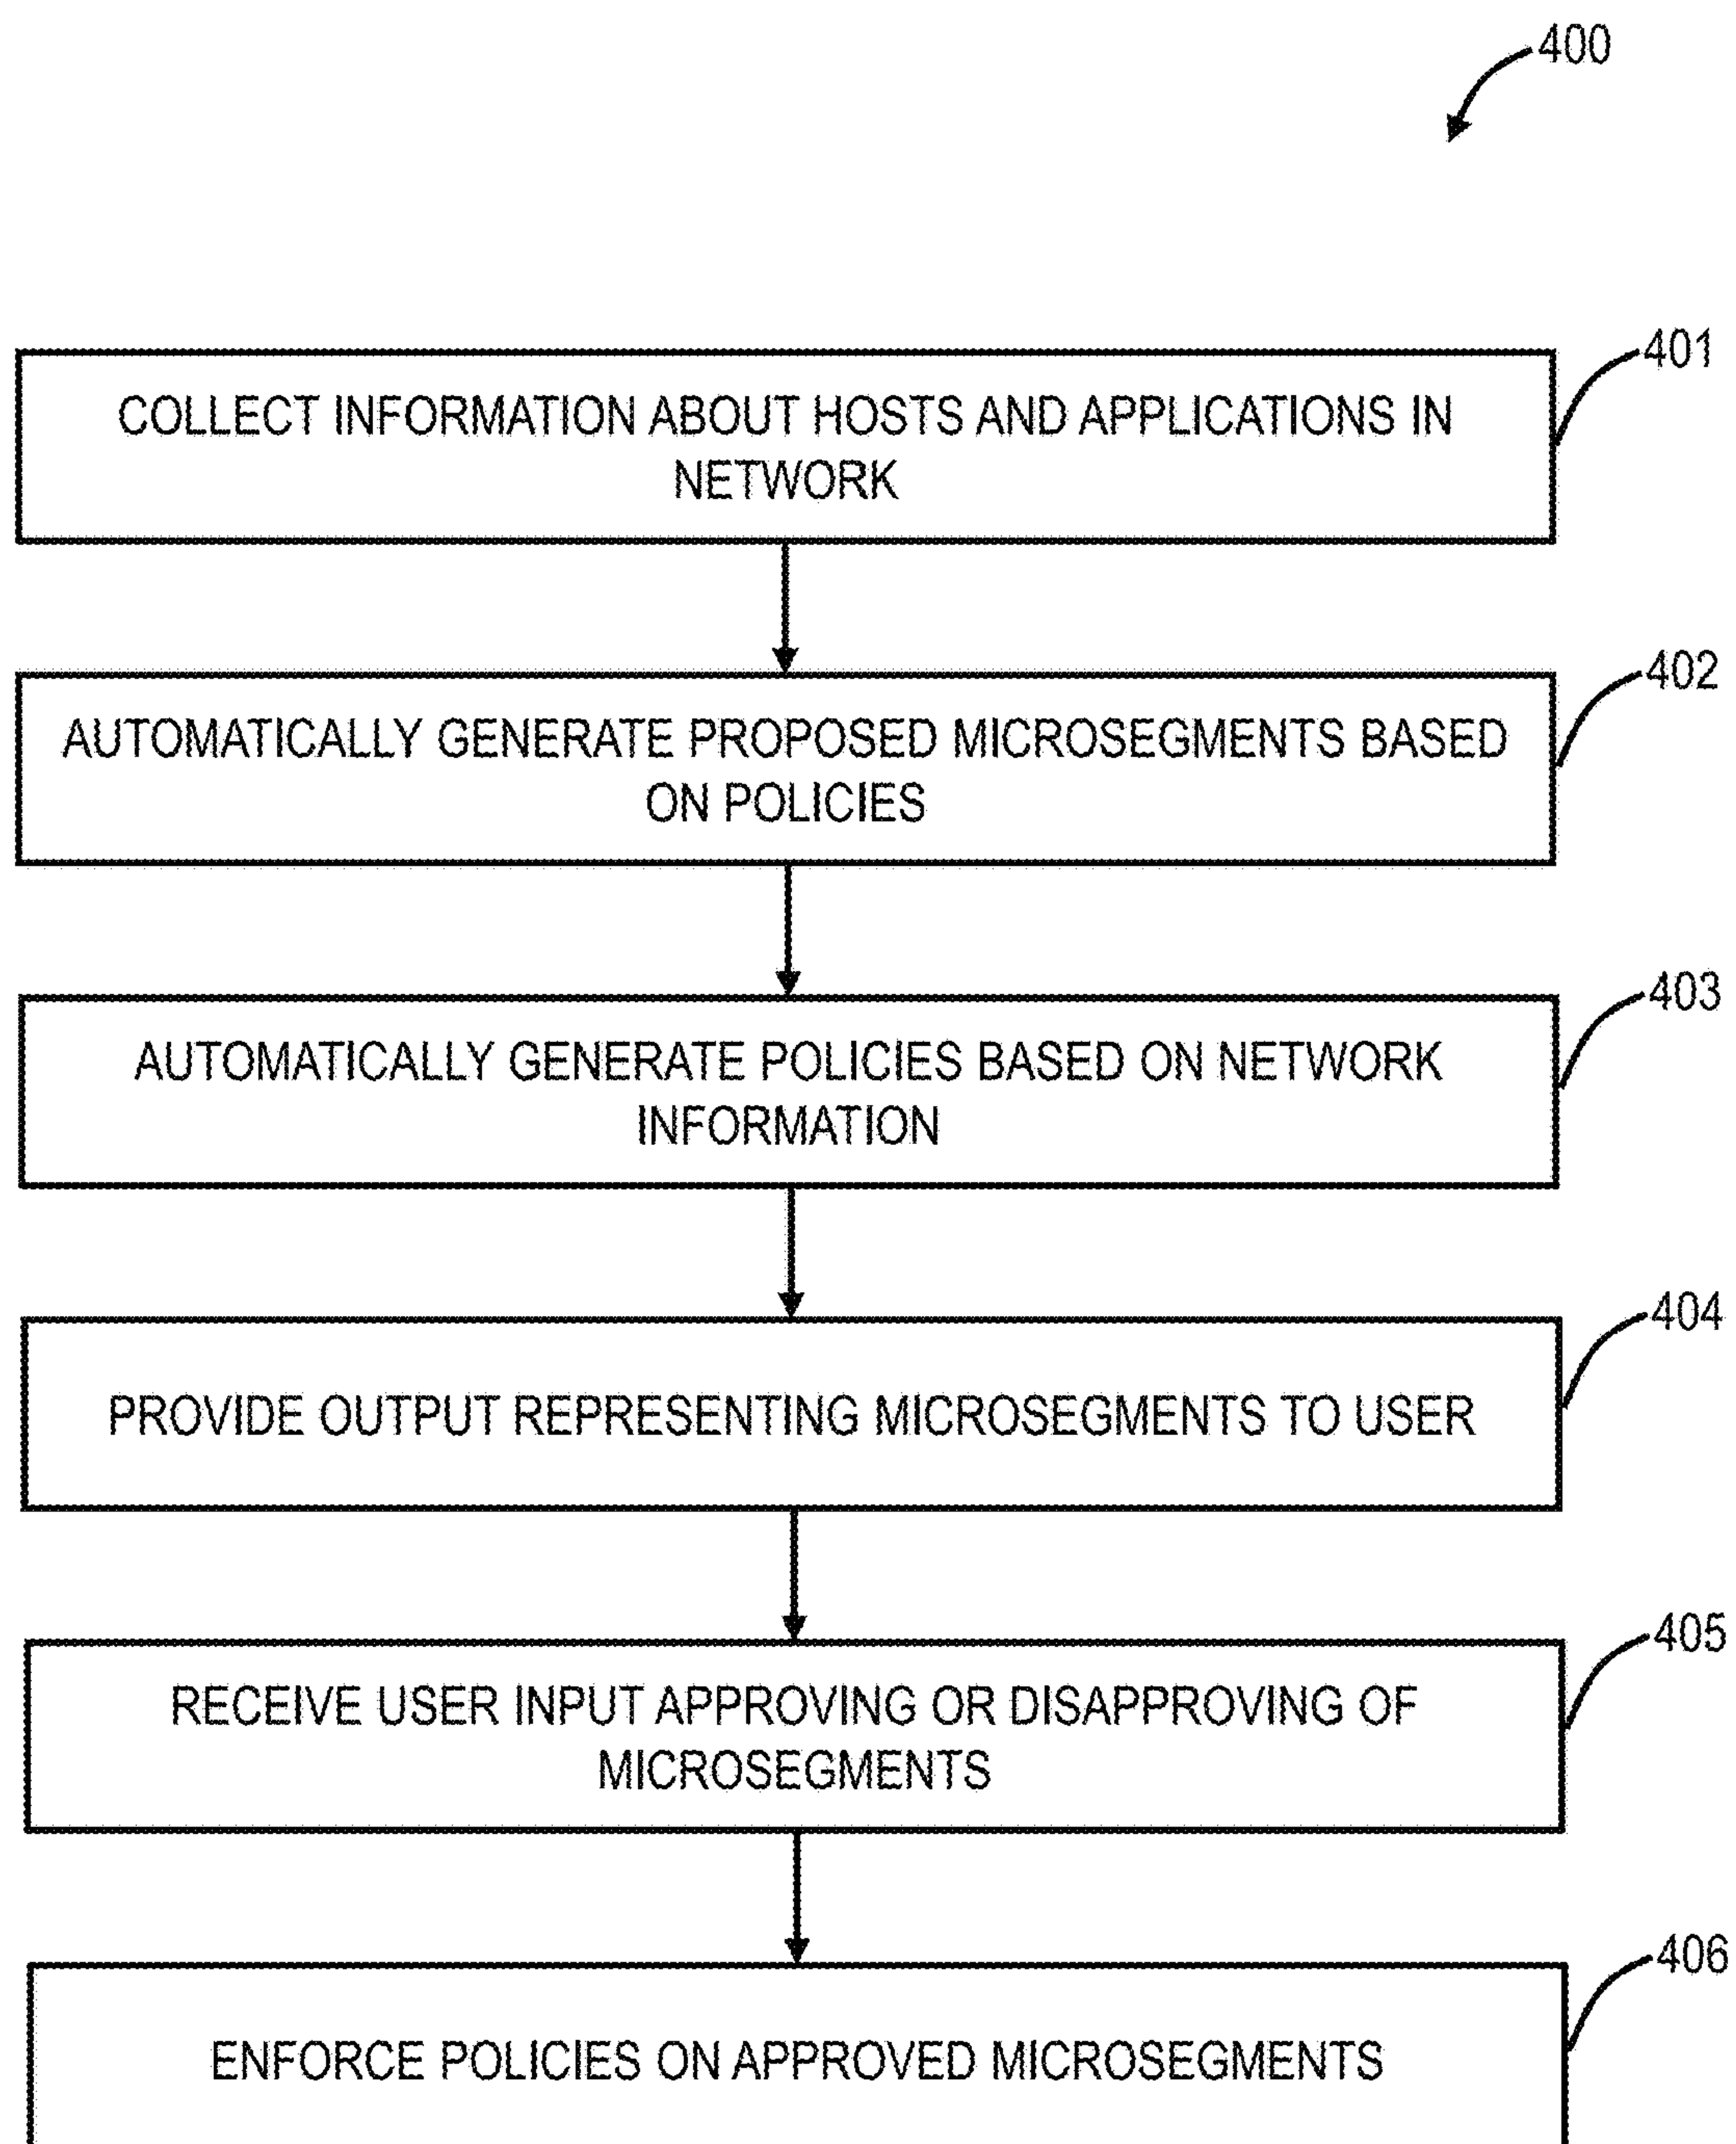 400
401
COLLECT INFORMATION ABOUT HOSTS AND APPLICATIONS IN
NETWORK
402
AUTOMATICALLY GENERATE PROPOSED MICROSEGMENTS BASED
ON POLICIES
403
AUTOMATICALLY GENERATE POLICIES BASED ON NETWORK
INFORMATION
404
PROVIDE OUTPUT REPRESENTING MICROSEGMENTS TO USER
405
RECEIVE USER INPUT APPROVING OR DISAPPROVING OF
MICROSEGMENTS
406
ENFORCE POLICIES ON APPROVED MICROSEGMENTS